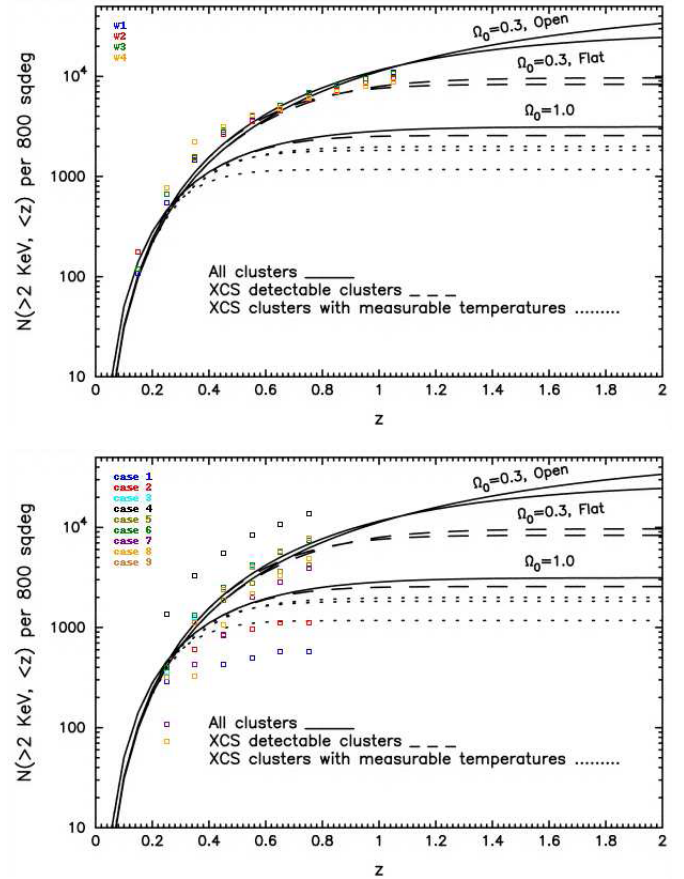 w1
w2
w3
w4
Ω₀=0.3, Open
Ω₀=0.3, Flat
Ω₀=1.0
N(>2 KeV, <z) per 800 sqdeg
10⁴
1000
100
10
All clusters
XCS detectable clusters
XCS clusters with measurable temperatures
0 0.2 0.4 0.6 0.8 1 1.2 1.4 1.6 1.8 2
z
case 1
case 2
case 3
case 4
case 5
case 6
case 7
case 8
case 9
Ω₀=0.3, Open
Ω₀=0.3, Flat
Ω₀=1.0
N(>2 KeV, <z) per 800 sqdeg
10⁴
1000
100
10
All clusters
XCS detectable clusters
XCS clusters with measurable temperatures
0 0.2 0.4 0.6 0.8 1 1.2 1.4 1.6 1.8 2
z